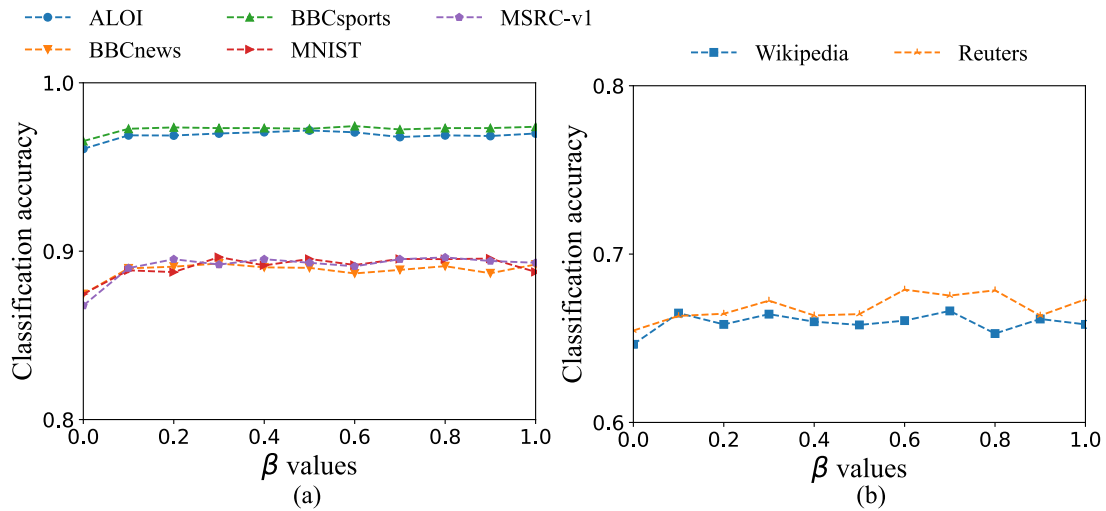 ALOI BBCsports MSRC-v1
BBCnews MNIST
1.0
0.9
0.8
Classification accuracy
0.0 0.2 0.4 0.6 0.8 1.0
β values
(a)
Wikipedia Reuters
0.8
0.7
0.6
Classification accuracy
0.0 0.2 0.4 0.6 0.8 1.0
β values
(b)